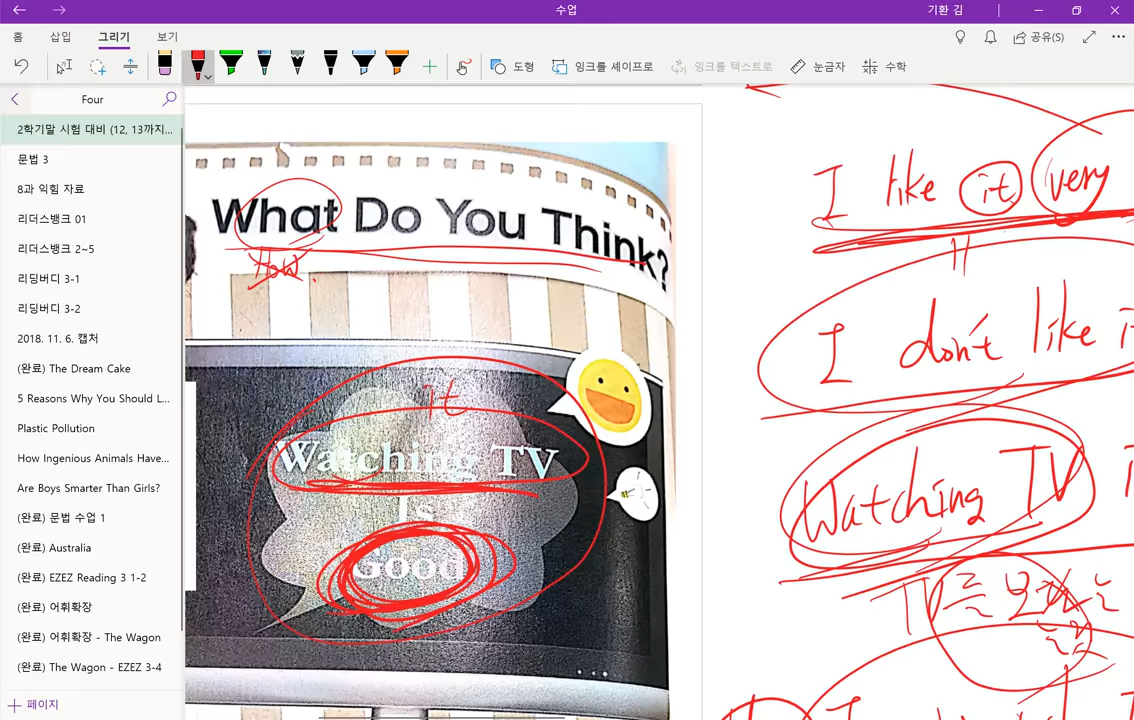 수업
기환 김
홈 삽입 그리기 보기
공유(S)
도형 잉크를 셰이프로 잉크를 텍스트로 눈금자 수학
Four
2학기말 시험 대비 (12, 13까지...
문법 3
8과 익힘 자료
리더스뱅크 01
리더스뱅크 2~5
리딩버디 3-1
리딩버디 3-2
2018. 11. 6. 캡처
(완료) The Dream Cake
5 Reasons Why You Should L...
Plastic Pollution
How Ingenious Animals Have...
Are Boys Smarter Than Girls?
(완료) 문법 수업 1
(완료) Australia
(완료) EZEZ Reading 3 1-2
(완료) 어휘확장
(완료) 어휘확장 - The Wagon
(완료) The Wagon - EZEZ 3-4
페이지
What Do You Think?
How
it
Watching TV
Is
Good
I like it very
I don't like
Watching TV
TV를
I